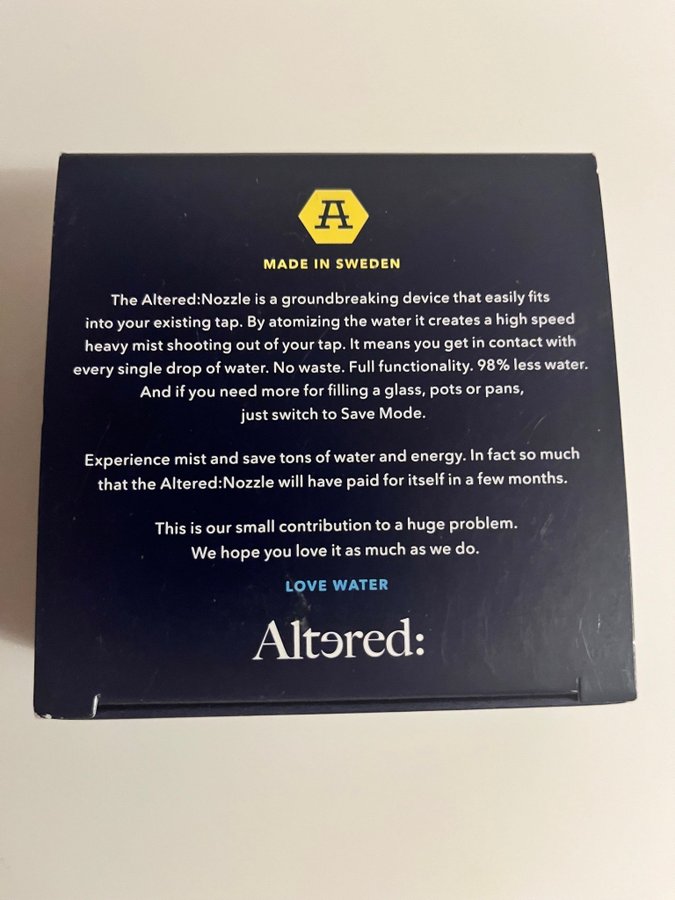 A
MADE IN SWEDEN
The Altered:Nozzle is a groundbreaking device that easily fits
into your existing tap. By atomizing the water it creates a high speed
heavy mist shooting out of your tap. It means you get in contact with
every single drop of water. No waste. Full functionality. 98% less water.
And if you need more for filling a glass, pots or pans,
just switch to Save Mode.
Experience mist and save tons of water and energy. In fact so much
that the Altered:Nozzle will have paid for itself in a few months.
This is our small contribution to a huge problem.
We hope you love it as much as we do.
LOVE WATER
Altered: